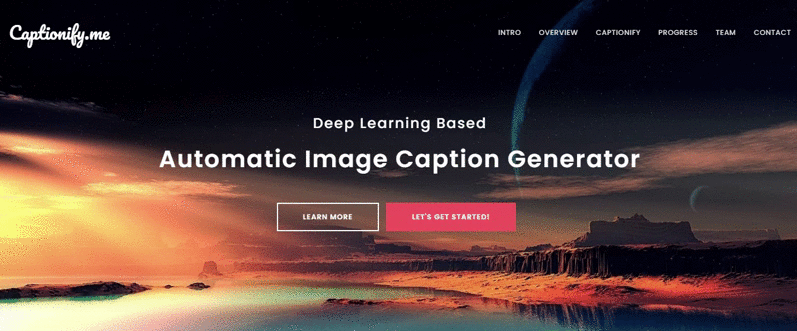 Captionify.me
INTRO OVERVIEW CAPTIONIFY PROGRESS TEAM CONTACT
Deep Learning Based
Automatic Image Caption Generator
LEARN MORE LET'S GET STARTED!